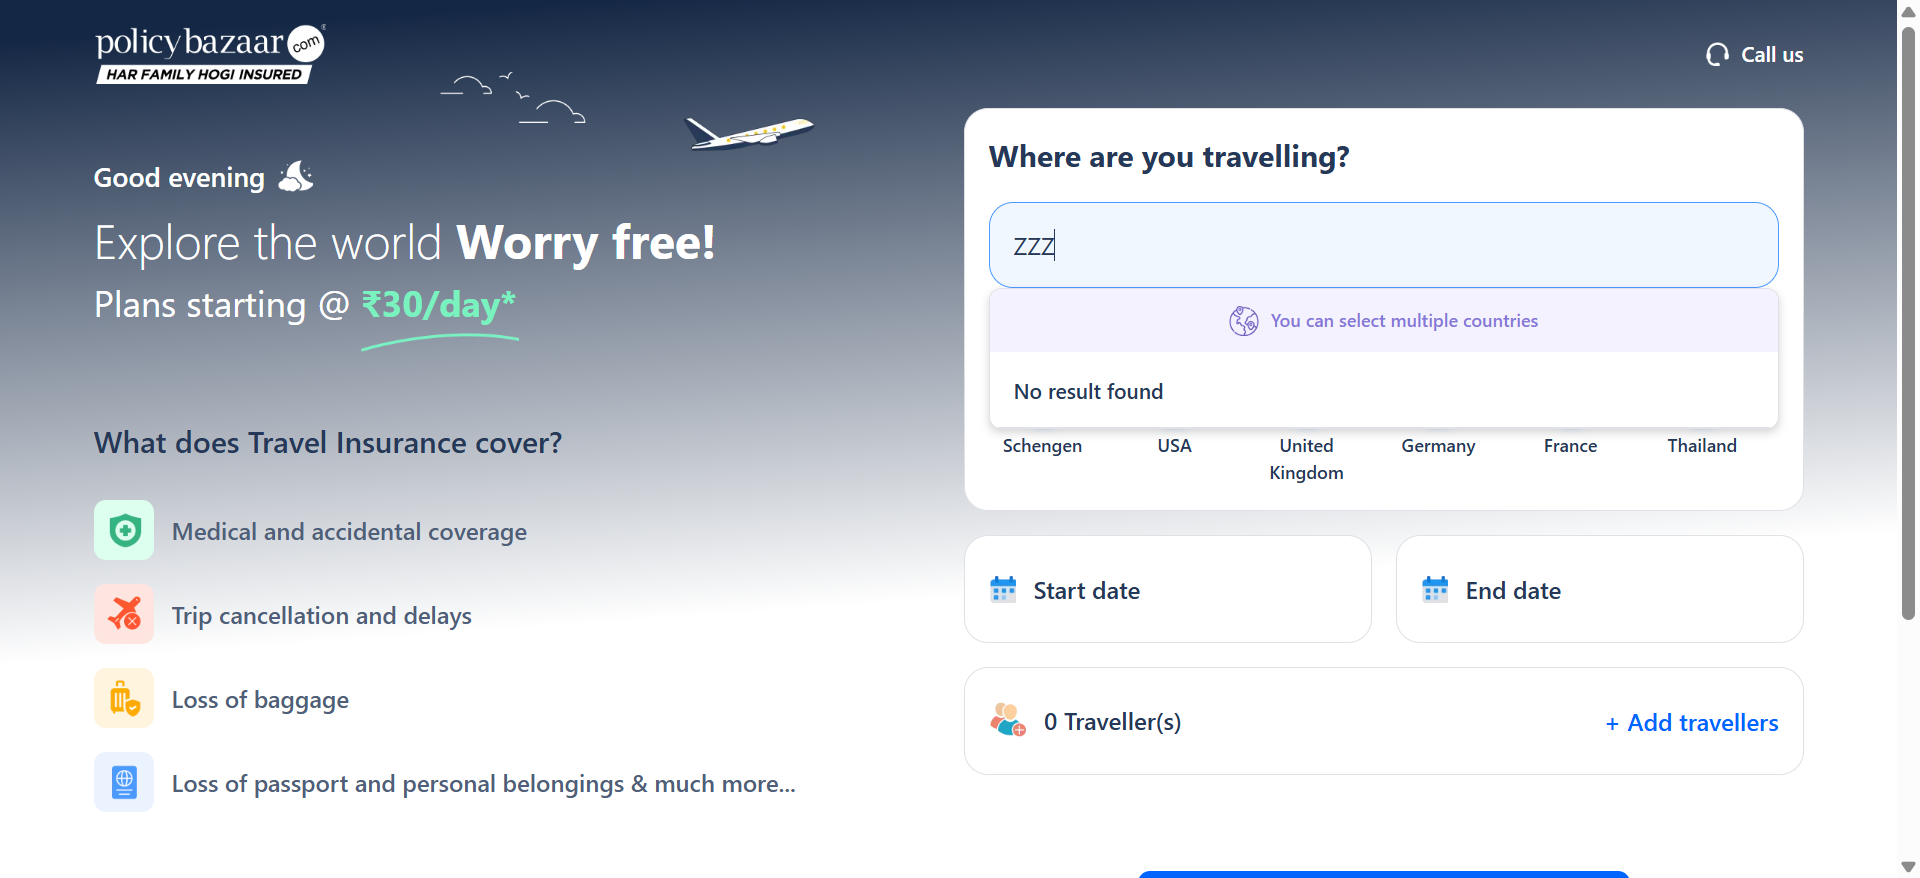 policybazaar.com
HAR FAMILY HOGI INSURED
Call us
Good evening
Explore the world Worry free!
Plans starting @ ₹30/day*
What does Travel Insurance cover?
Medical and accidental coverage
Trip cancellation and delays
Loss of baggage
Loss of passport and personal belongings & much more...
Where are you travelling?
ZZZ
You can select multiple countries
No result found
Schengen
USA
United
Kingdom
Germany
France
Thailand
Start date
End date
0 Traveller(s)
+ Add travellers